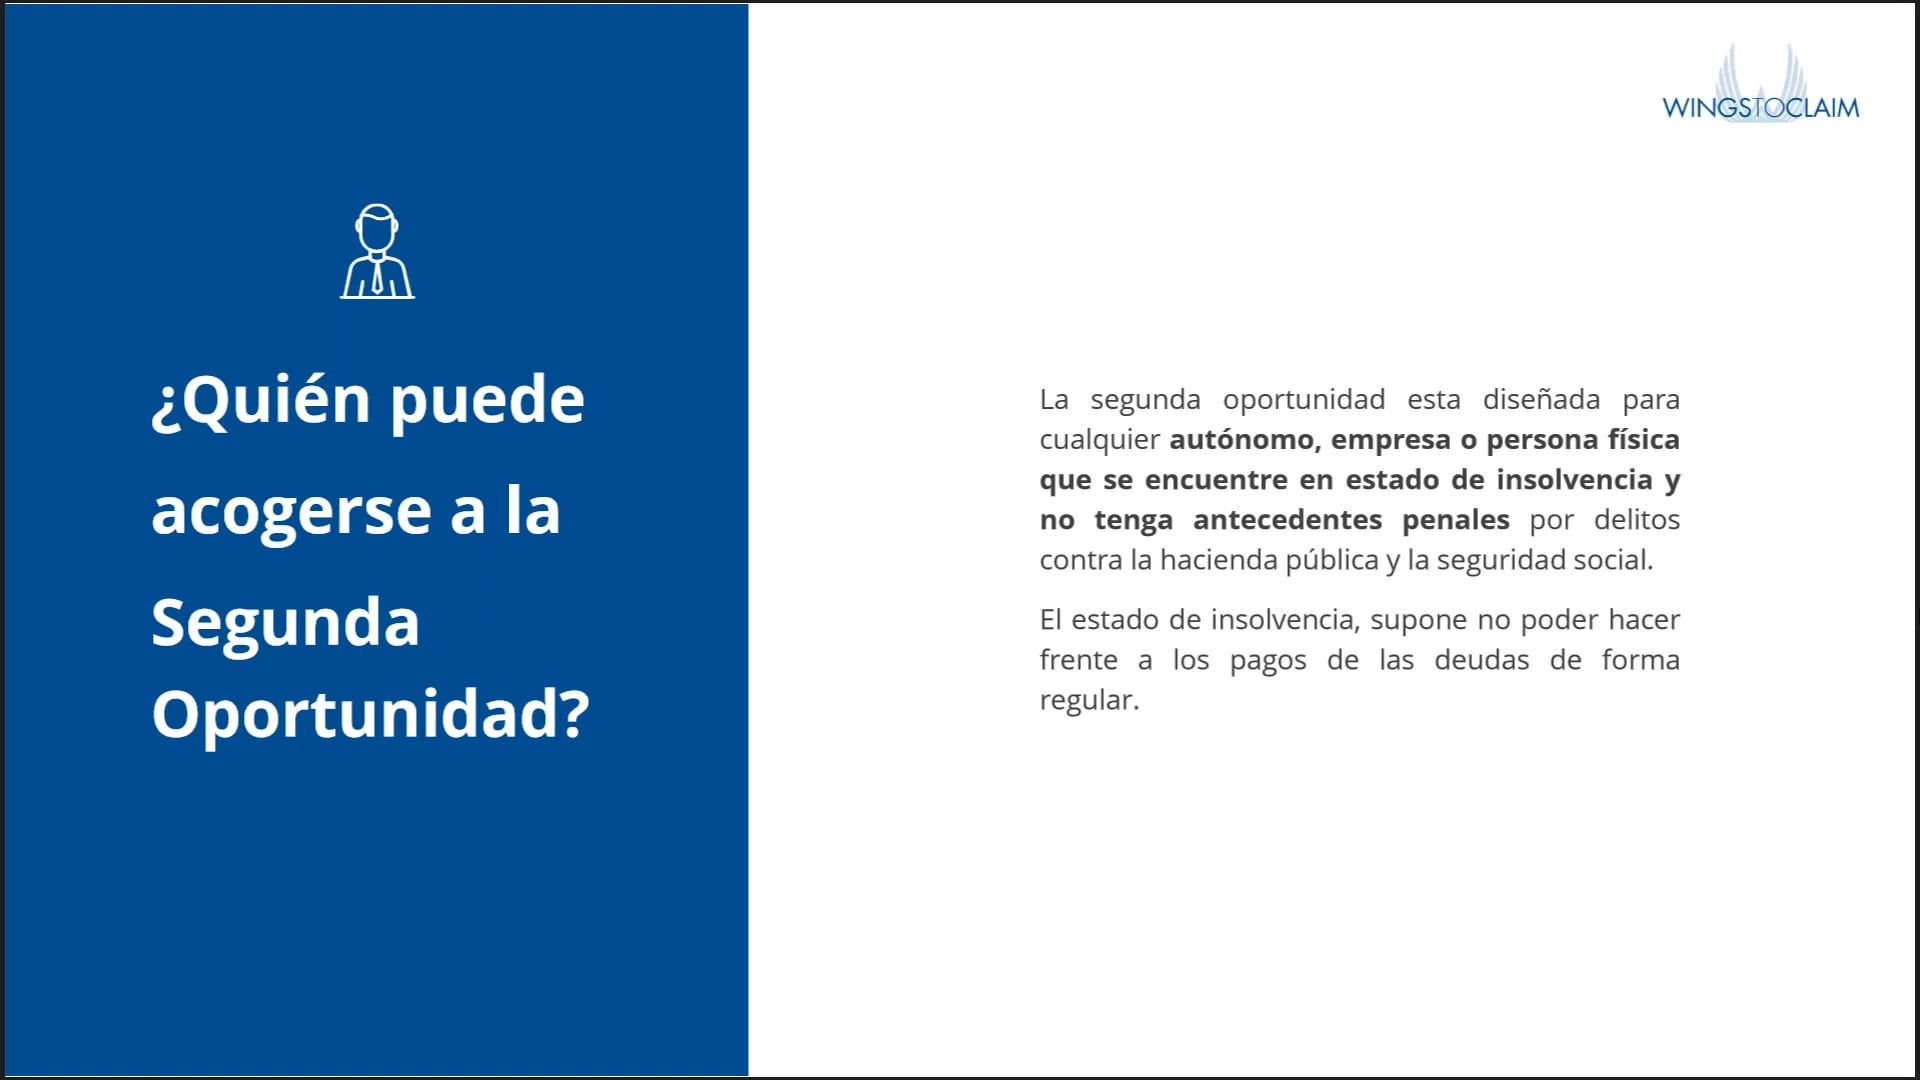 WINGSTOCLAIM
¿Quién puede
acogerse a la
Segunda
Oportunidad?
La segunda oportunidad esta diseñada para
cualquier autónomo, empresa o persona física
que se encuentre en estado de insolvencia y
no tenga antecedentes penales por delitos
contra la hacienda pública y la seguridad social.
El estado de insolvencia, supone no poder hacer
frente a los pagos de las deudas de forma
regular.